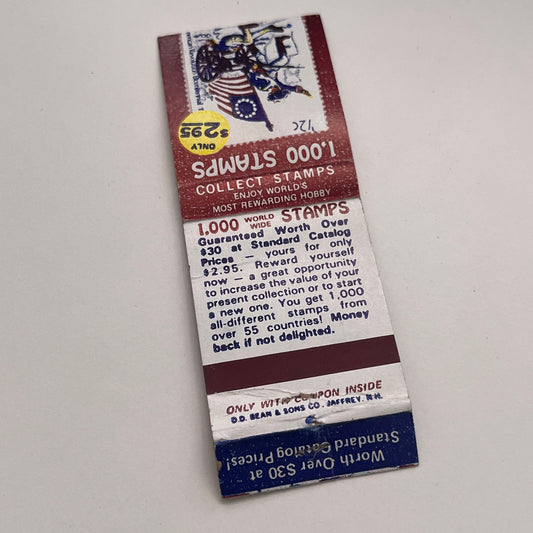 ½c
ONLY
$2.95
1,000 STAMPS
COLLECT STAMPS
ENJOY WORLD'S
MOST REWARDING HOBBY
1,000 WORLD WIDE STAMPS
Guaranteed Worth Over
$30 at Standard Catalog
Prices — yours for only
$2.95. Reward yourself
now — a great opportunity
to increase the value of your
present collection or to start
a new one. You get 1,000
all-different stamps from
over 55 countries! Money
back if not delighted.
ONLY WITH COUPON INSIDE
D.D. BEAN & SONS CO. JAFFREY, N.H.
Worth Over $30 at
Standard Catalog Prices!